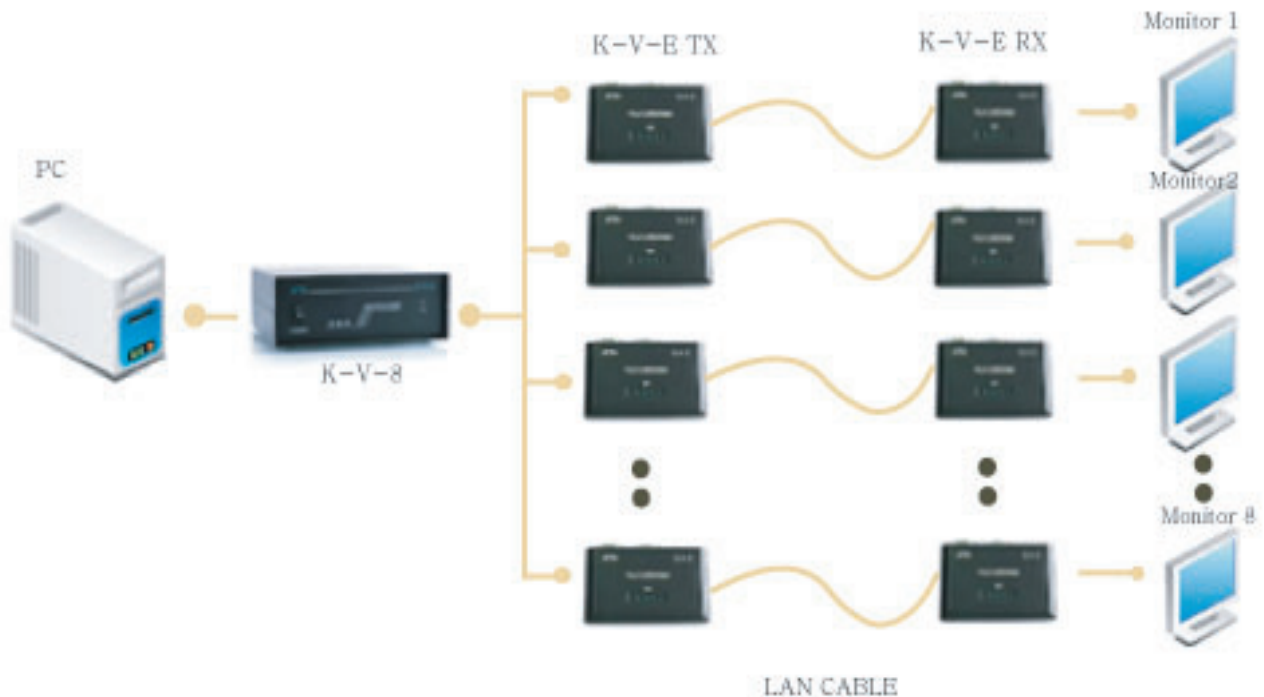 K-V-E TX
K-V-E RX
Monitor 1
PC
Monitor2
K-V-8
Monitor 8
LAN CABLE